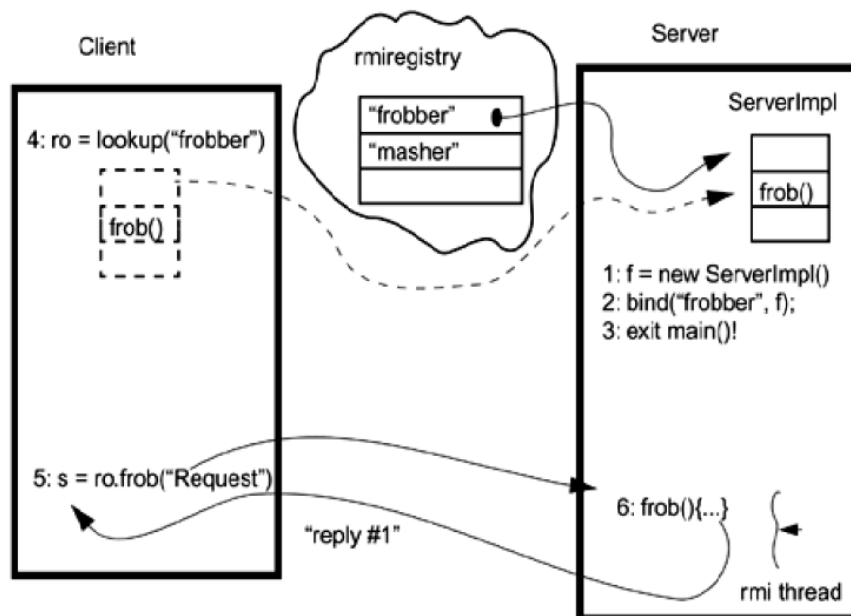 Client
rmiregistry
Server
"frobber"
"masher"
ServerImpl
frob()
4: ro = lookup("frobber")
frob()
1: f = new ServerImpl()
2: bind("frobber", f);
3: exit main()!
5: s = ro.frob("Request")
"reply #1"
6: frob(){...}
rmi thread